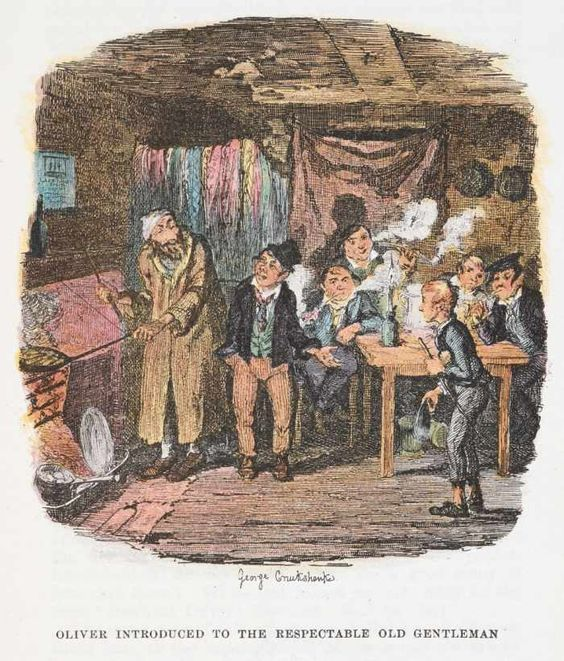 George Cruikshank
OLIVER INTRODUCED TO THE RESPECTABLE OLD GENTLEMAN